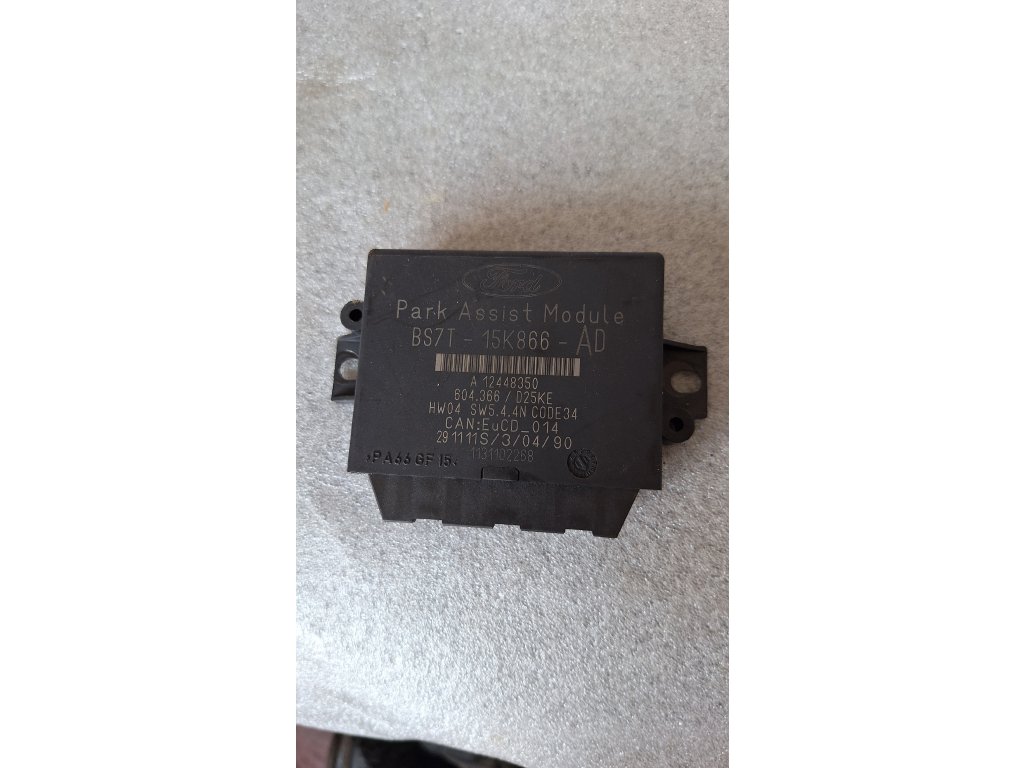 Ford
Park Assist Module
BS7T - 15K866 - AD
A 12448350
604.366 / D25KE
HW04 SW5.4.4N CODE34
CAN:EuCD_014
291111S/3/04/90
1131102268
>PA66 GF15<